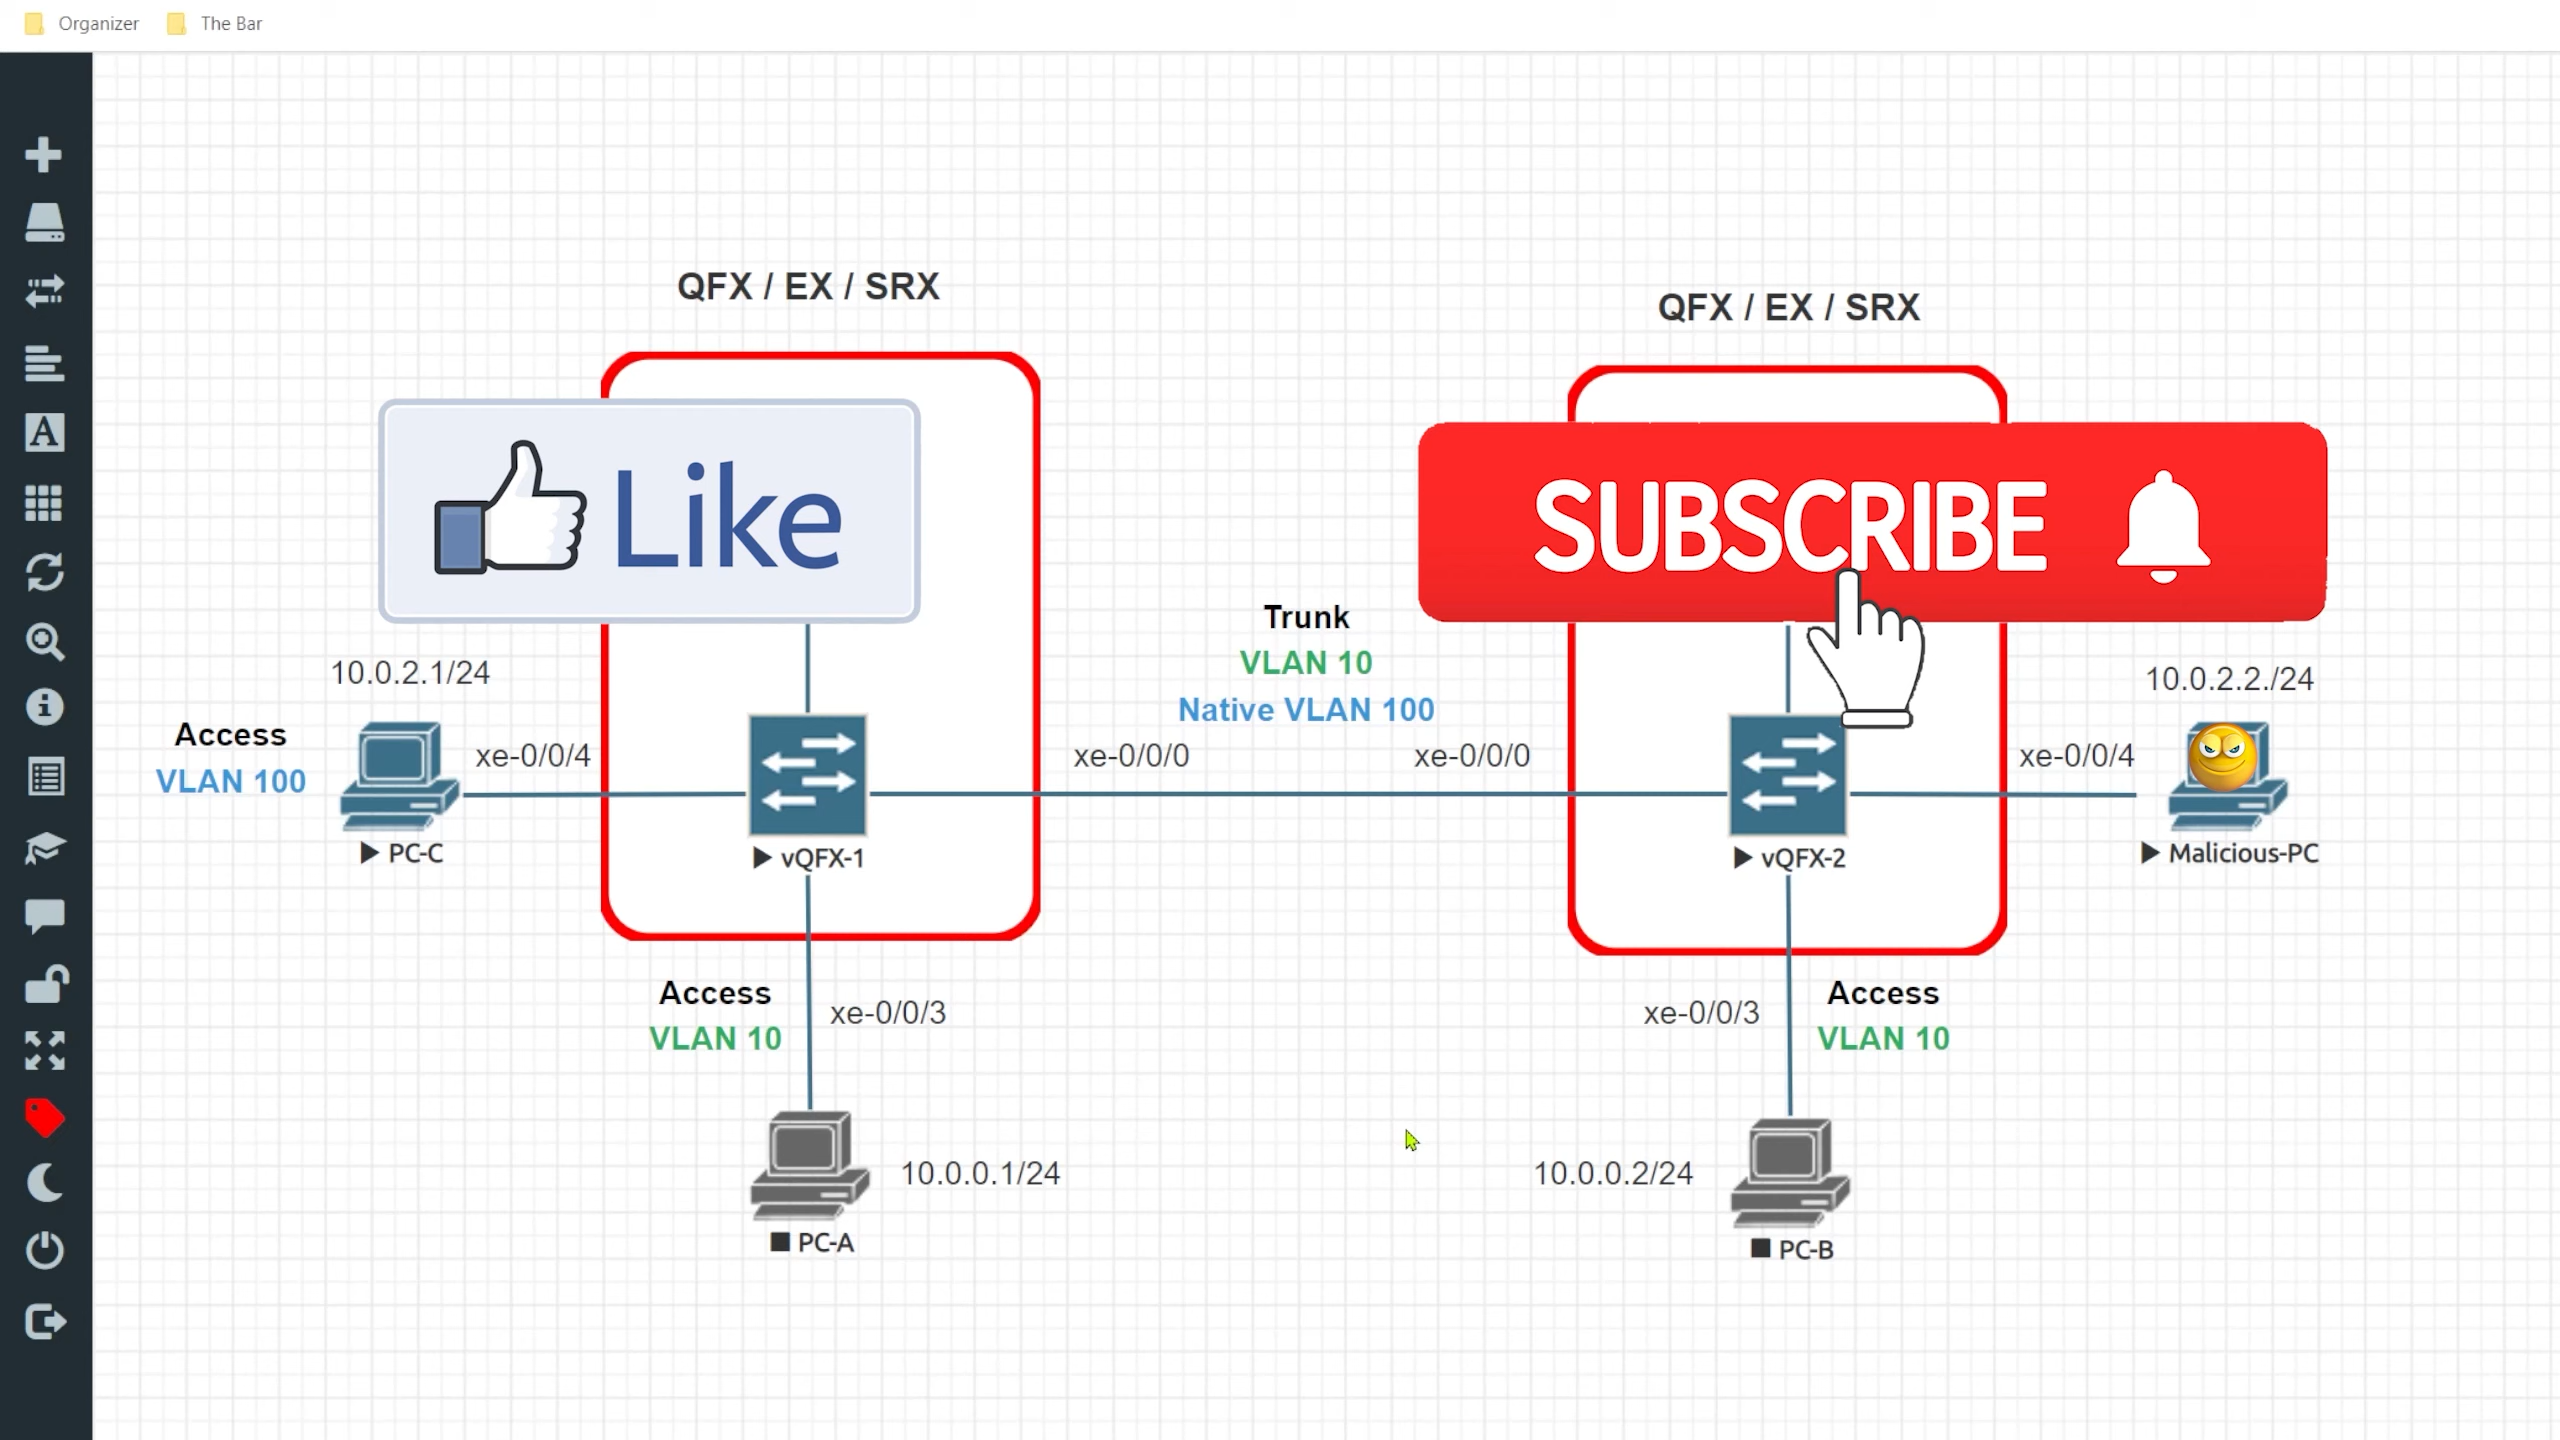 Organizer
The Bar
QFX / EX / SRX
QFX / EX / SRX
Like
SUBSCRIBE
Trunk
VLAN 10
Native VLAN 100
10.0.2.1/24
10.0.2.2./24
Access
VLAN 100
xe-0/0/4
xe-0/0/0
xe-0/0/0
xe-0/0/4
PC-C
vQFX-1
vQFX-2
Malicious-PC
Access
VLAN 10
xe-0/0/3
xe-0/0/3
Access
VLAN 10
10.0.0.1/24
10.0.0.2/24
PC-A
PC-B